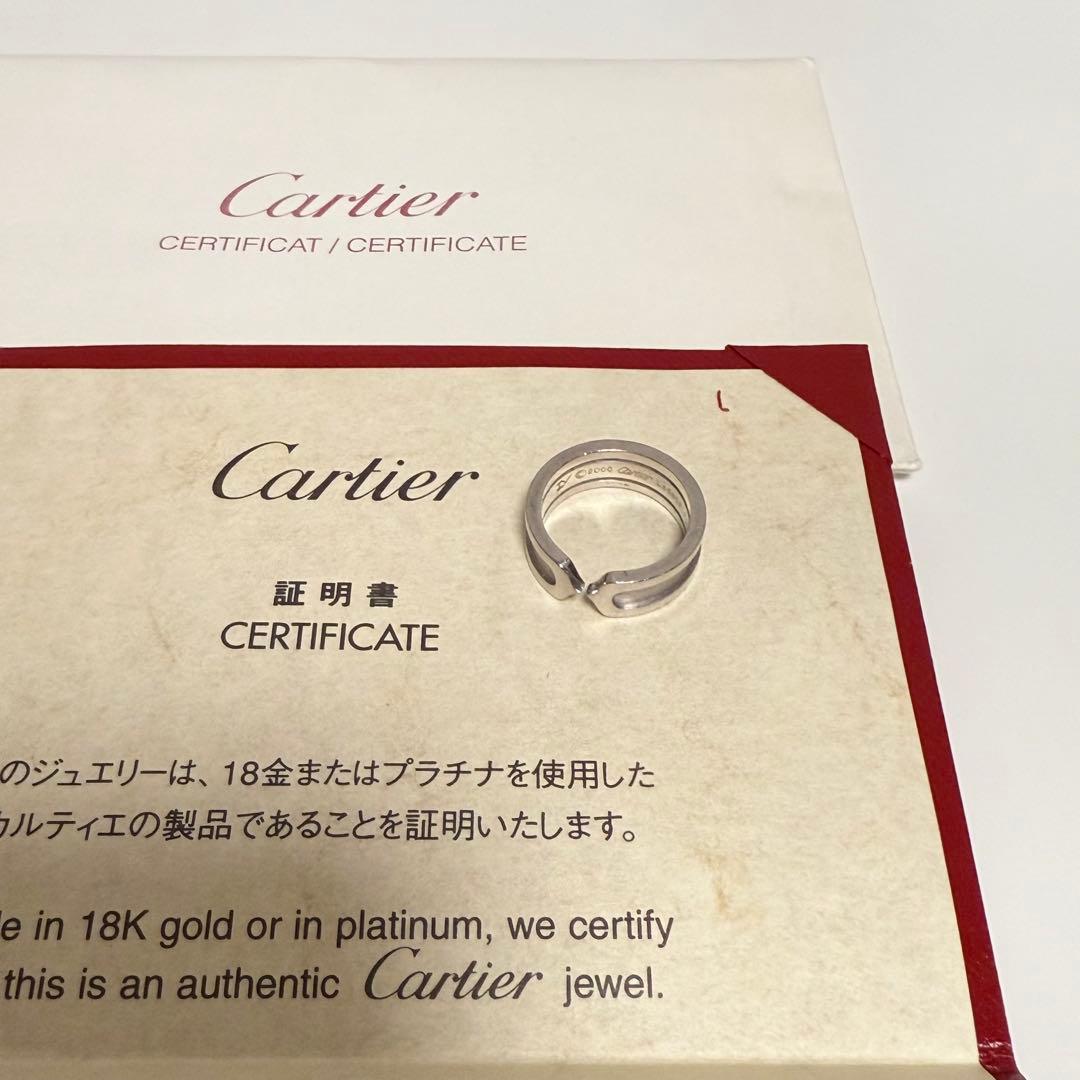 Cartier
CERTIFICAT / CERTIFICATE
Cartier
証明書
CERTIFICATE
のジュエリーは、18金またはプラチナを使用した
カルティエの製品であることを証明いたします。
e in 18K gold or in platinum, we certify
this is an authentic Cartier jewel.
Cartier